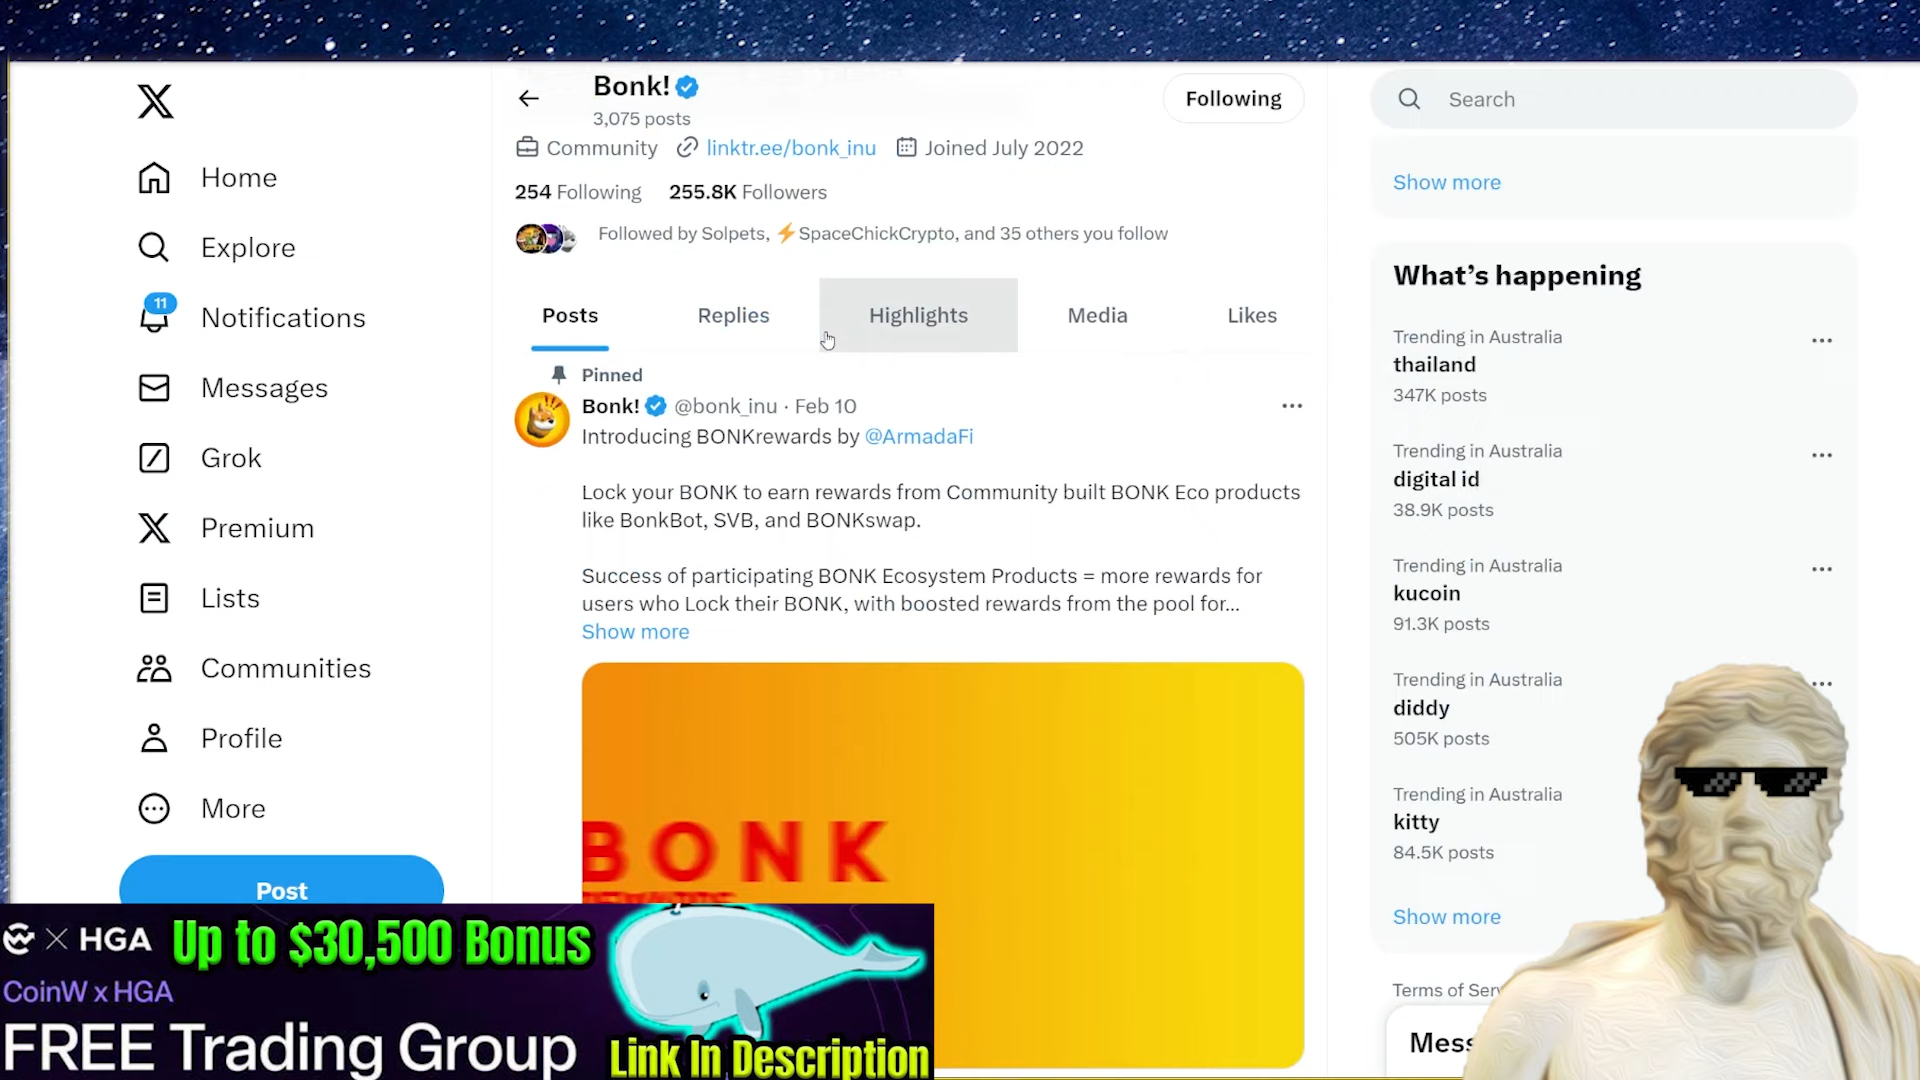 Bonk!
3,075 posts
Following
Search
Community linktr.ee/bonk_inu Joined July 2022
254 Following 255.8K Followers
Followed by Solpets, ⚡SpaceChickCrypto, and 35 others you follow
Home
Explore
11
Notifications
Messages
Grok
Premium
Lists
Communities
Profile
More
Post
Posts Replies Highlights Media Likes
Pinned
Bonk! @bonk_inu · Feb 10
Introducing BONKrewards by @ArmadaFi
Lock your BONK to earn rewards from Community built BONK Eco products
like BonkBot, SVB, and BONKswap.
Success of participating BONK Ecosystem Products = more rewards for
users who Lock their BONK, with boosted rewards from the pool for...
Show more
BONK
REWARDS
Show more
What's happening
Trending in Australia
thailand
347K posts
Trending in Australia
digital id
38.9K posts
Trending in Australia
kucoin
91.3K posts
Trending in Australia
diddy
505K posts
Trending in Australia
kitty
84.5K posts
Show more
Terms of Serv
Mess
× HGA Up to $30,500 Bonus
CoinW x HGA
FREE Trading Group
Link In Description